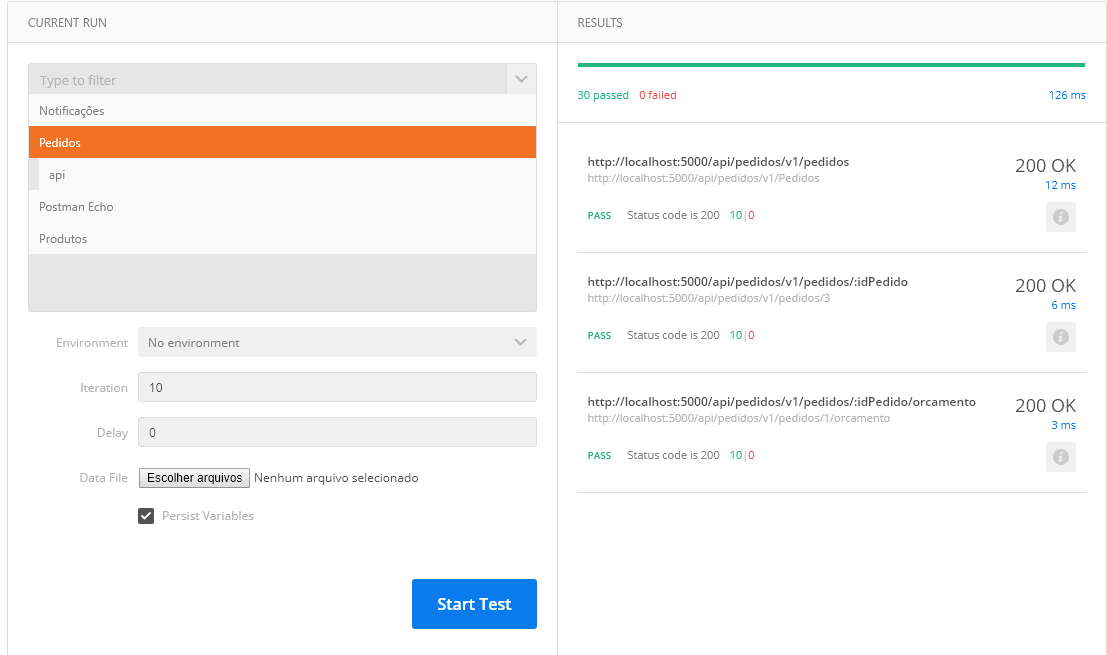 CURRENT RUN
Type to filter
Notificações
Pedidos
api
Postman Echo
Produtos
Environment No environment
Iteration 10
Delay 0
Data File Escolher arquivos Nenhum arquivo selecionado
Persist Variables
Start Test
RESULTS
30 passed 0 failed 126 ms
http://localhost:5000/api/pedidos/v1/pedidos 200 OK
http://localhost:5000/api/pedidos/v1/Pedidos 12 ms
PASS Status code is 200 10|0
http://localhost:5000/api/pedidos/v1/pedidos/:idPedido 200 OK
http://localhost:5000/api/pedidos/v1/pedidos/3 6 ms
PASS Status code is 200 10|0
http://localhost:5000/api/pedidos/v1/pedidos/:idPedido/orcamento 200 OK
http://localhost:5000/api/pedidos/v1/pedidos/1/orcamento 3 ms
PASS Status code is 200 10|0